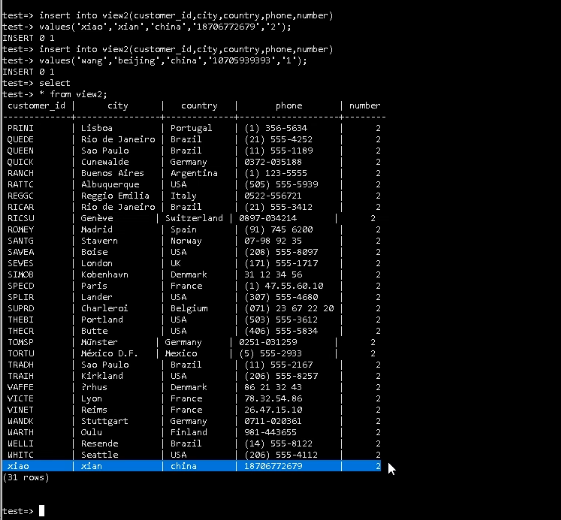 test=> insert into view2(customer_id,city,country,phone,number)
test-> values('xiao','xian','china','18706772679','2');
INSERT 0 1
test=> insert into view2(customer_id,city,country,phone,number)
test-> values('wang','beijing','china','10705939393','1');
INSERT 0 1
test=> select
test-> * from view2;
customer_id | city | country | phone | number
-------------+----------------+-------------+-------------------+--------
PRINI | Lisboa | Portugal | (1) 356-5634 | 2
QUEDE | Rio de Janeiro | Brazil | (21) 555-4252 | 2
QUEEN | Sao Paulo | Brazil | (11) 555-1189 | 2
QUICK | Cunewalde | Germany | 0372-035188 | 2
RANCH | Buenos Aires | Argentina | (1) 123-5555 | 2
RATTC | Albuquerque | USA | (505) 555-5939 | 2
REGGC | Reggio Emilia | Italy | 0522-556721 | 2
RICAR | Rio de Janeiro | Brazil | (21) 555-3412 | 2
RICSU | Genève | Switzerland | 0897-034214 | 2
ROMEY | Madrid | Spain | (91) 745 6200 | 2
SANTG | Stavern | Norway | 07-98 92 35 | 2
SAVEA | Boise | USA | (208) 555-8097 | 2
SEVES | London | UK | (171) 555-1717 | 2
SIMOB | Kobenhavn | Denmark | 31 12 34 56 | 2
SPECD | Paris | France | (1) 47.55.60.10 | 2
SPLIR | Lander | USA | (307) 555-4680 | 2
SUPRD | Charleroi | Belgium | (071) 23 67 22 20 | 2
THEBI | Portland | USA | (503) 555-3612 | 2
THECR | Butte | USA | (406) 555-5834 | 2
TOMSP | Münster | Germany | 0251-031259 | 2
TORTU | México D.F. | Mexico | (5) 555-2933 | 2
TRADH | Sao Paulo | Brazil | (11) 555-2167 | 2
TRAIH | Kirkland | USA | (206) 555-8257 | 2
VAFFE | ?rhus | Denmark | 86 21 32 43 | 2
VICTE | Lyon | France | 78.32.54.86 | 2
VINET | Reims | France | 26.47.15.10 | 2
WANDK | Stuttgart | Germany | 0711-020361 | 2
WARTH | Oulu | Finland | 981-443655 | 2
WELLI | Resende | Brazil | (14) 555-8122 | 2
WHITC | Seattle | USA | (206) 555-4112 | 2
xiao | xian | china | 18706772679 | 2
(31 rows)
test=>